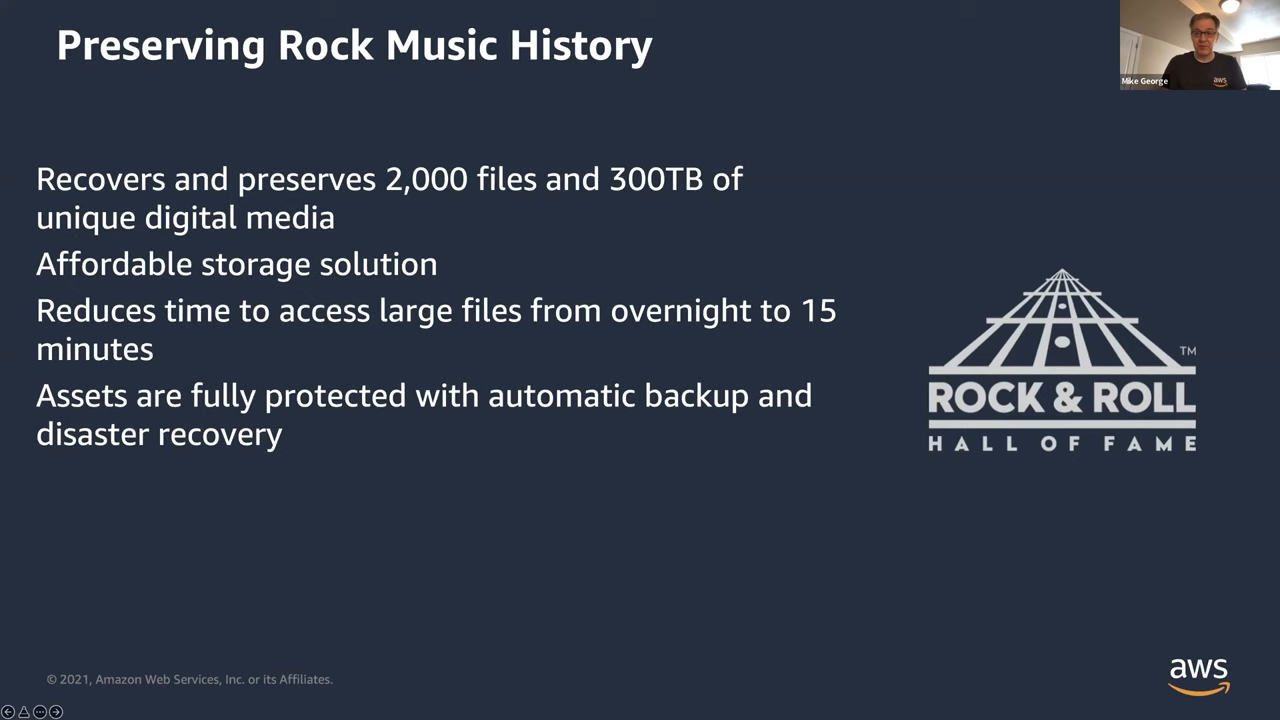 Preserving Rock Music History
Mike George
aws
Recovers and preserves 2,000 files and 300TB of
unique digital media
Affordable storage solution
Reduces time to access large files from overnight to 15
minutes
Assets are fully protected with automatic backup and
disaster recovery
TM
ROCK & ROLL
HALL OF FAME
© 2021, Amazon Web Services, Inc. or its Affiliates.
aws